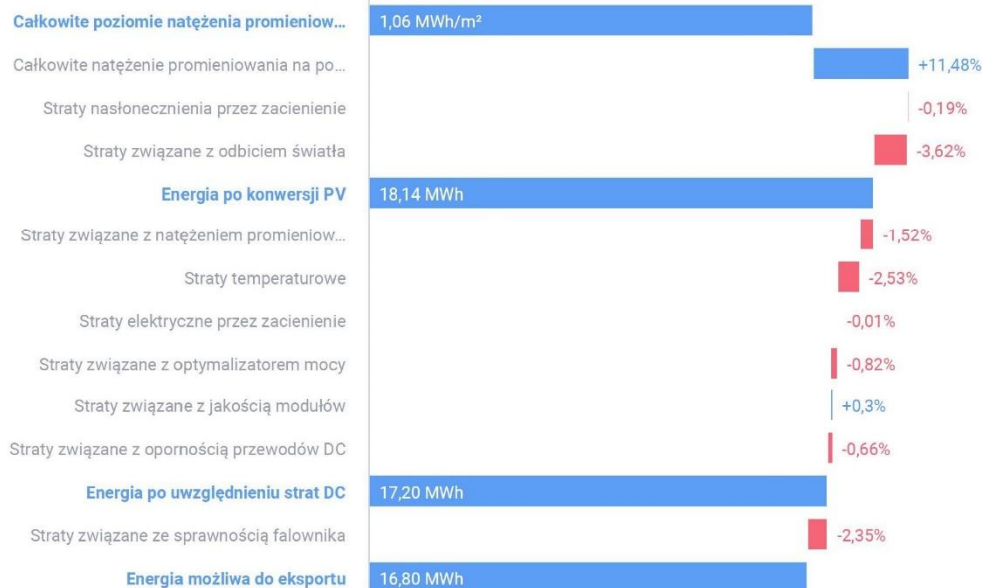 Całkowite poziomie natężenia promieniow... 1,06 MWh/m²
Całkowite natężenie promieniowania na po... +11,48%
Straty nasłonecznienia przez zacienienie -0,19%
Straty związane z odbiciem światła -3,62%
Energia po konwersji PV 18,14 MWh
Straty związane z natężeniem promieniow... -1,52%
Straty temperaturowe -2,53%
Straty elektryczne przez zacienienie -0,01%
Straty związane z optymalizatorem mocy -0,82%
Straty związane z jakością modułów +0,3%
Straty związane z opornością przewodów DC -0,66%
Energia po uwzględnieniu strat DC 17,20 MWh
Straty związane ze sprawnością falownika -2,35%
Energia możliwa do eksportu 16,80 MWh